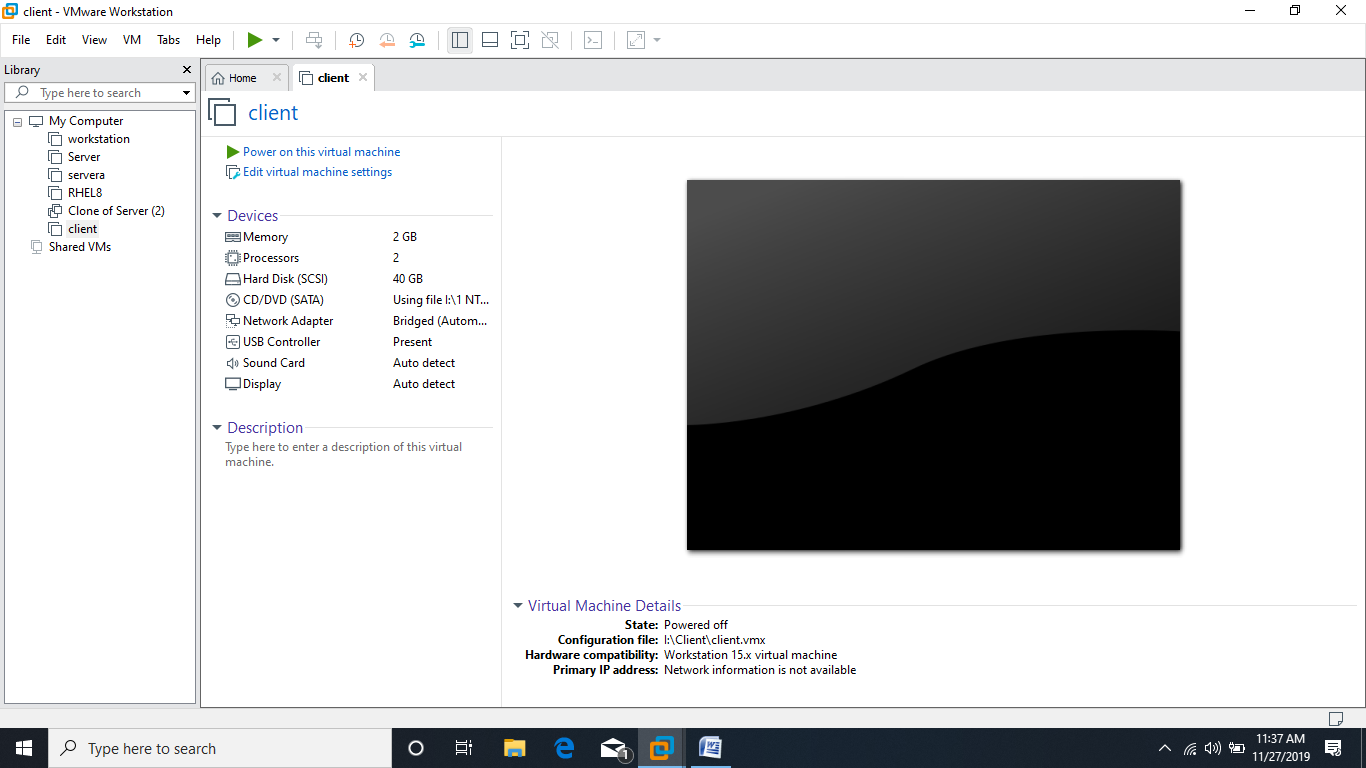 client - VMware Workstation
File Edit View VM Tabs Help
Library
Type here to search
My Computer
workstation
Server
servera
RHEL8
Clone of Server (2)
client
Shared VMs
Home
client
client
Power on this virtual machine
Edit virtual machine settings
Devices
Memory 2 GB
Processors 2
Hard Disk (SCSI) 40 GB
CD/DVD (SATA) Using file I:\1 NT...
Network Adapter Bridged (Autom...
USB Controller Present
Sound Card Auto detect
Display Auto detect
Description
Type here to enter a description of this virtual
machine.
Virtual Machine Details
State: Powered off
Configuration file: I:\Client\client.vmx
Hardware compatibility: Workstation 15.x virtual machine
Primary IP address: Network information is not available
Type here to search
1
11:37 AM
11/27/2019